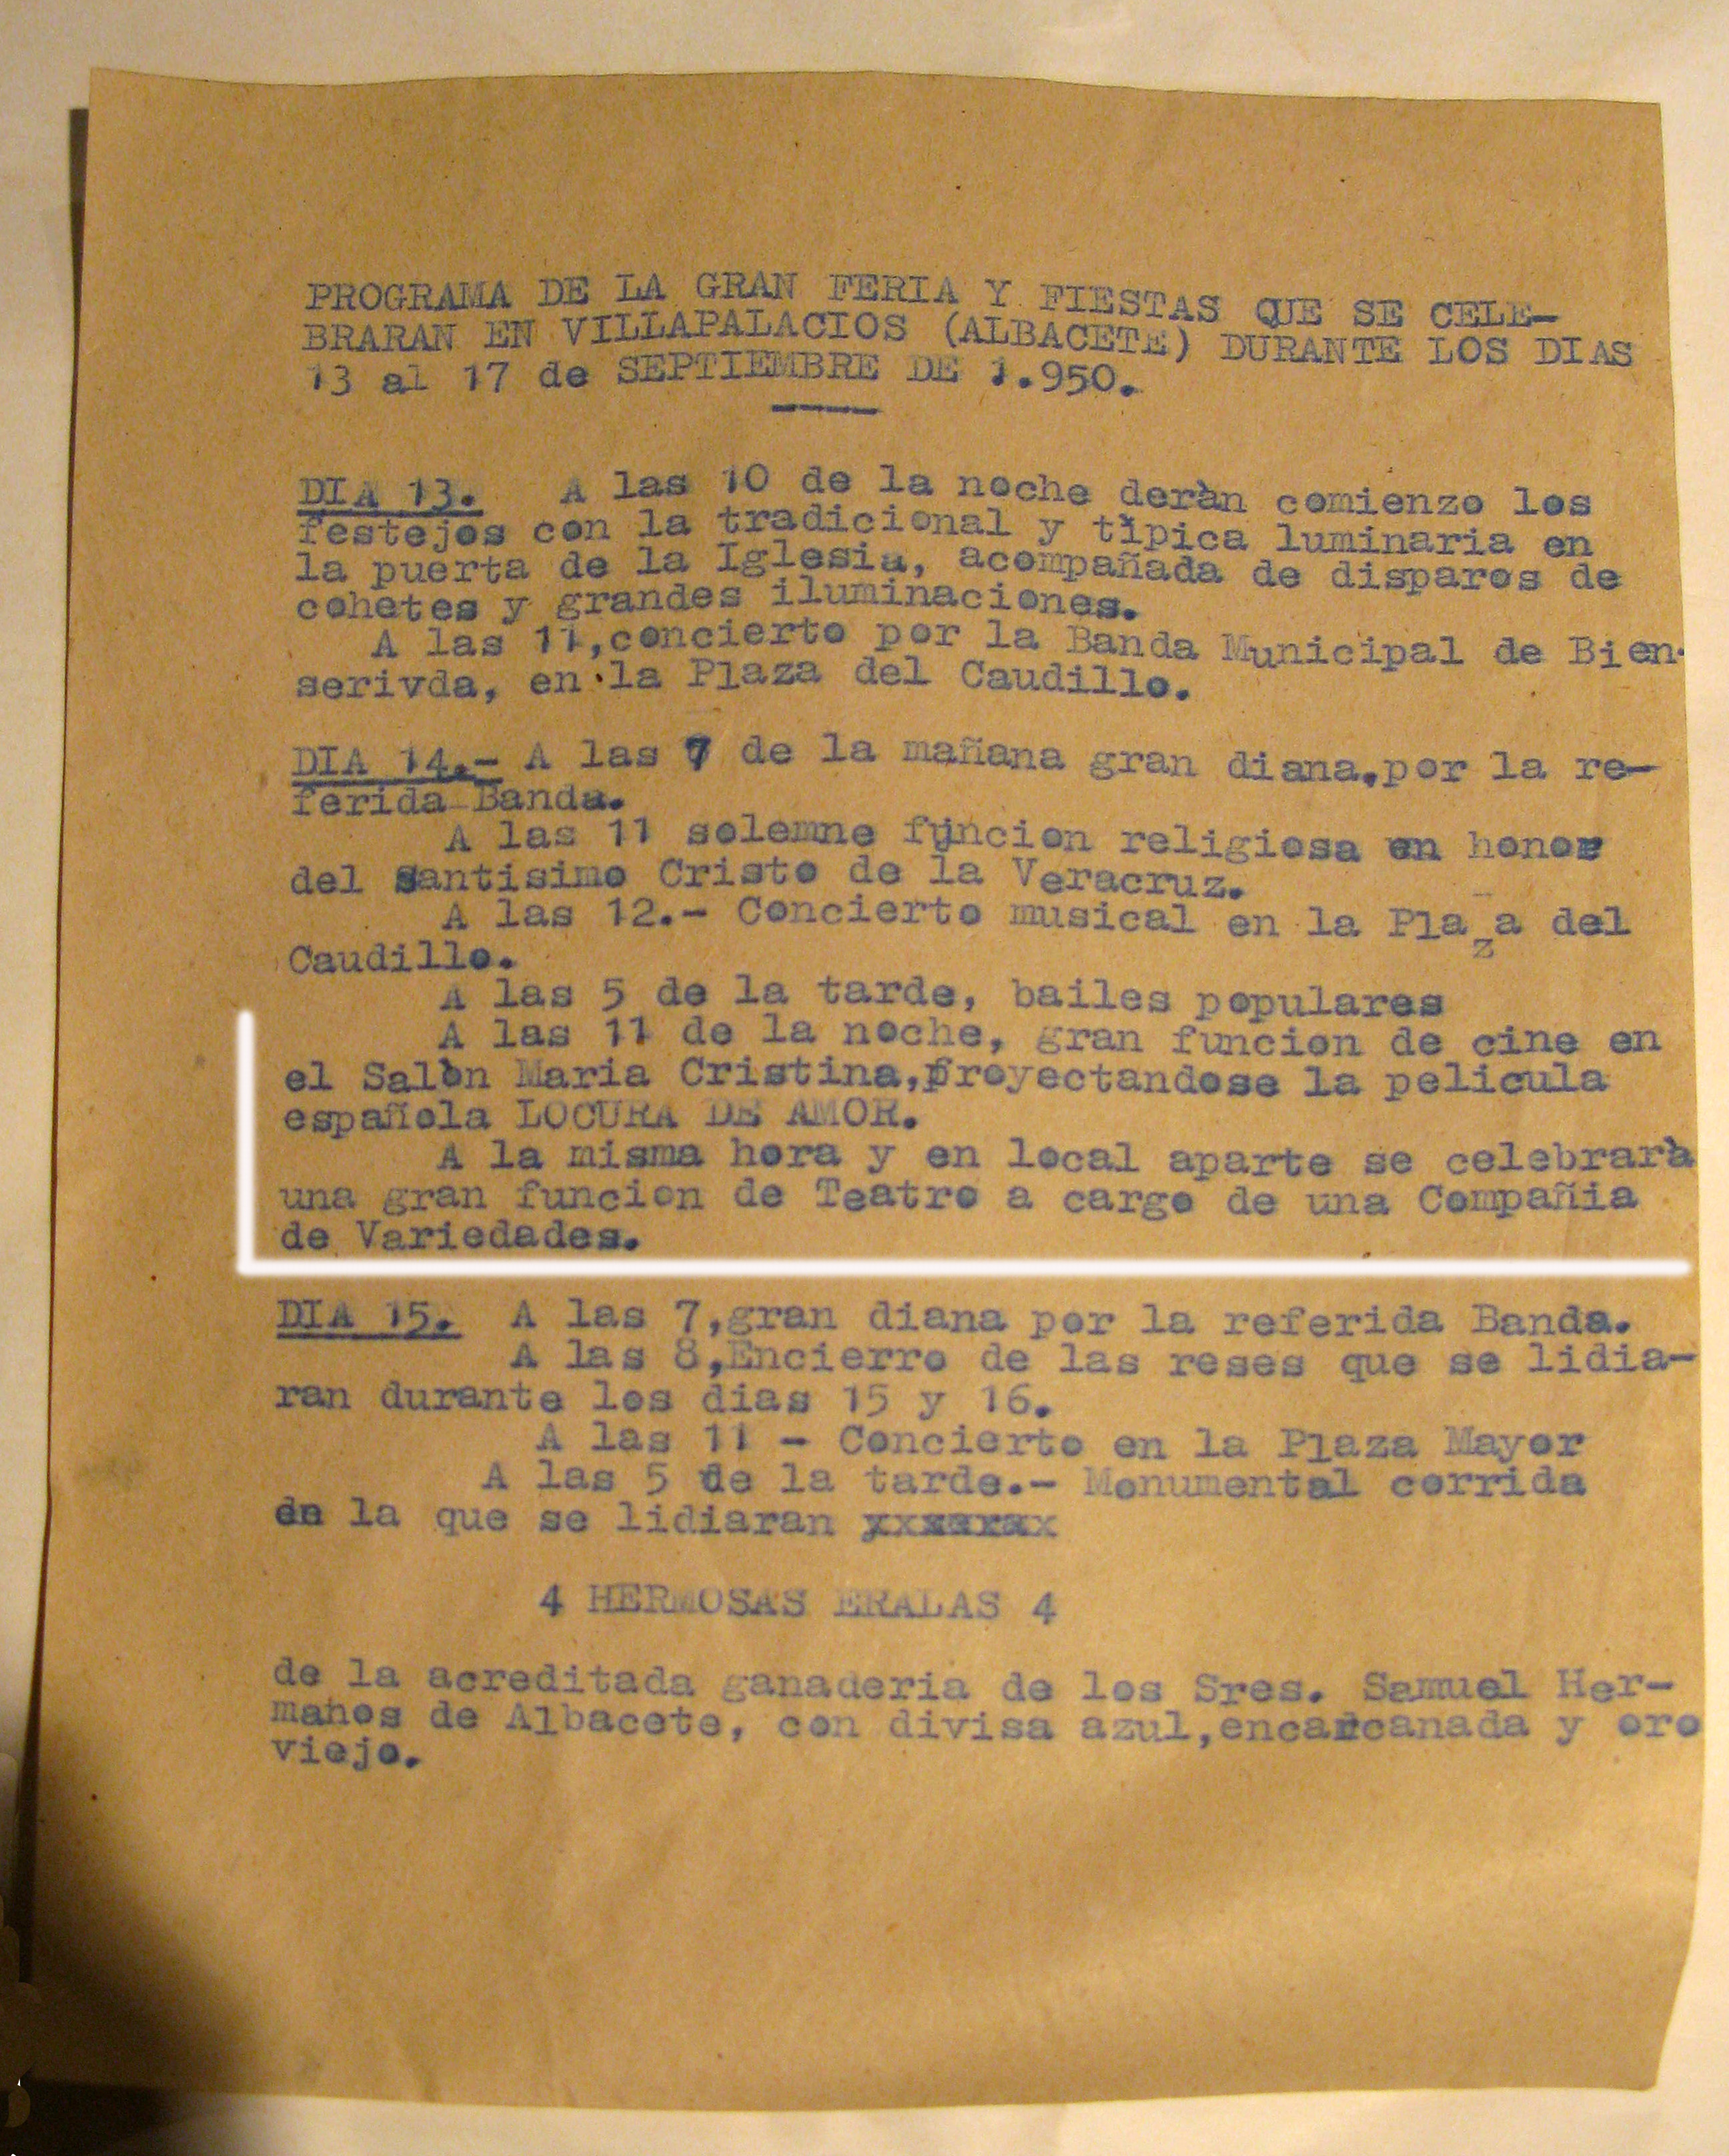 PROGRAMA DE LA GRAN FERIA Y FIESTAS QUE SE CELE-
BRARAN EN VILLAPALACIOS (ALBACETE) DURANTE LOS DIAS
13 al 17 de SEPTIEMBRE DE 1.950.
DIA 13. A las 10 de la noche deràn comienzo los
festejos con la tradicional y tìpica luminaria en
la puerta de la Iglesia, acompañada de disparos de
cohetes y grandes iluminaciones.
A las 11,concierto por la Banda Municipal de Bien-
serivda, en la Plaza del Caudillo.
DIA 14.- A las 7 de la mañana gran diana,por la re-
ferida Banda.
A las 11 solemne funcion religiosa en honor
del santisimo Cristo de la Veracruz.
A las 12.- Concierto musical en la Plaza del
Caudillo.
A las 5 de la tarde, bailes populares
A las 11 de la noche, gran funcion de cine en
el Salòn Maria Cristina,proyectandose la pelicula
española LOCURA DE AMOR.
A la misma hora y en local aparte se celebrarà
una gran funcion de Teatro a cargo de una Compañia
de Variedades.
DIA 15. A las 7,gran diana por la referida Banda.
A las 8,Encierro de las reses que se lidia-
ran durante los dias 15 y 16.
A las 11 - Concierto en la Plaza Mayor
A las 5 de la tarde.- Monumental corrida
en la que se lidiaran
4 HERMOSAS ERALAS 4
de la acreditada ganaderia de los Sres. Samuel Her-
manos de Albacete, con divisa azul,encarcanada y oro
viejo.